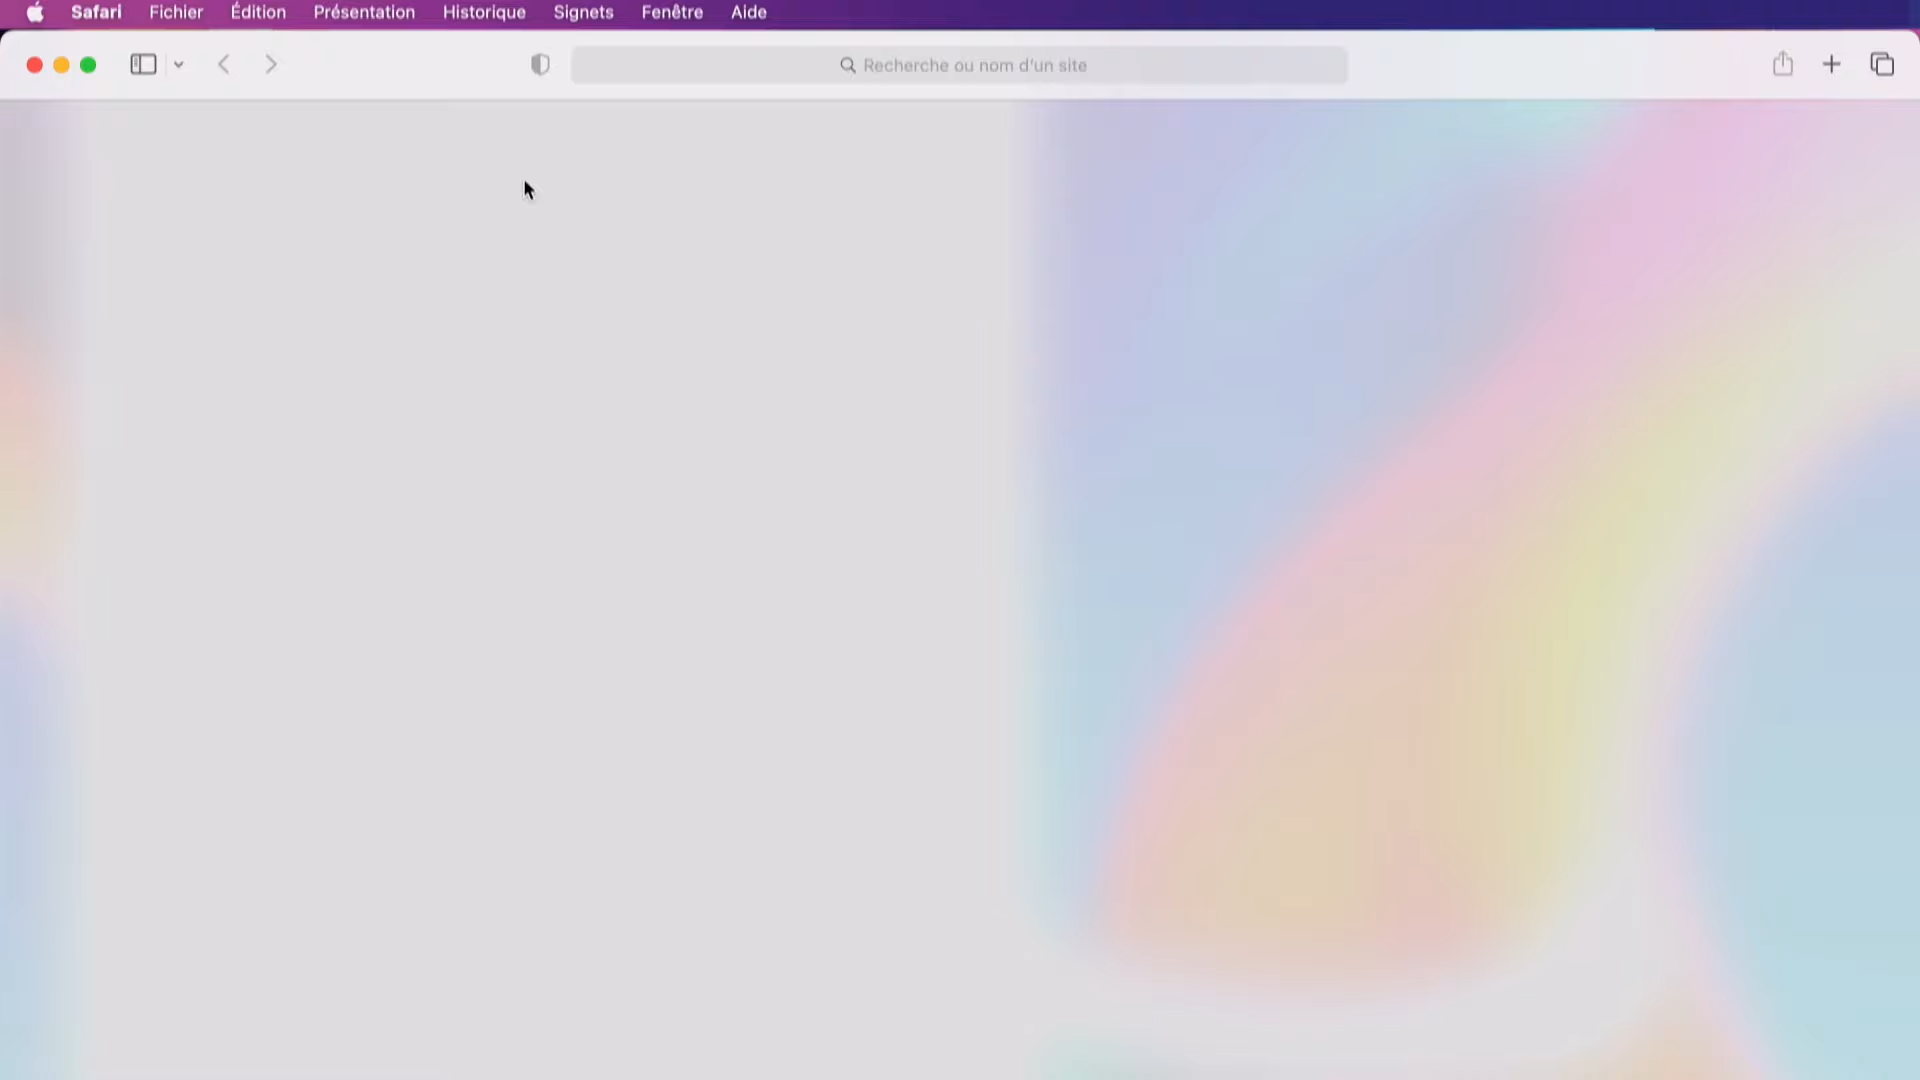 Safari Fichier Édition Présentation Historique Signets Fenêtre Aide
Recherche ou nom d'un site